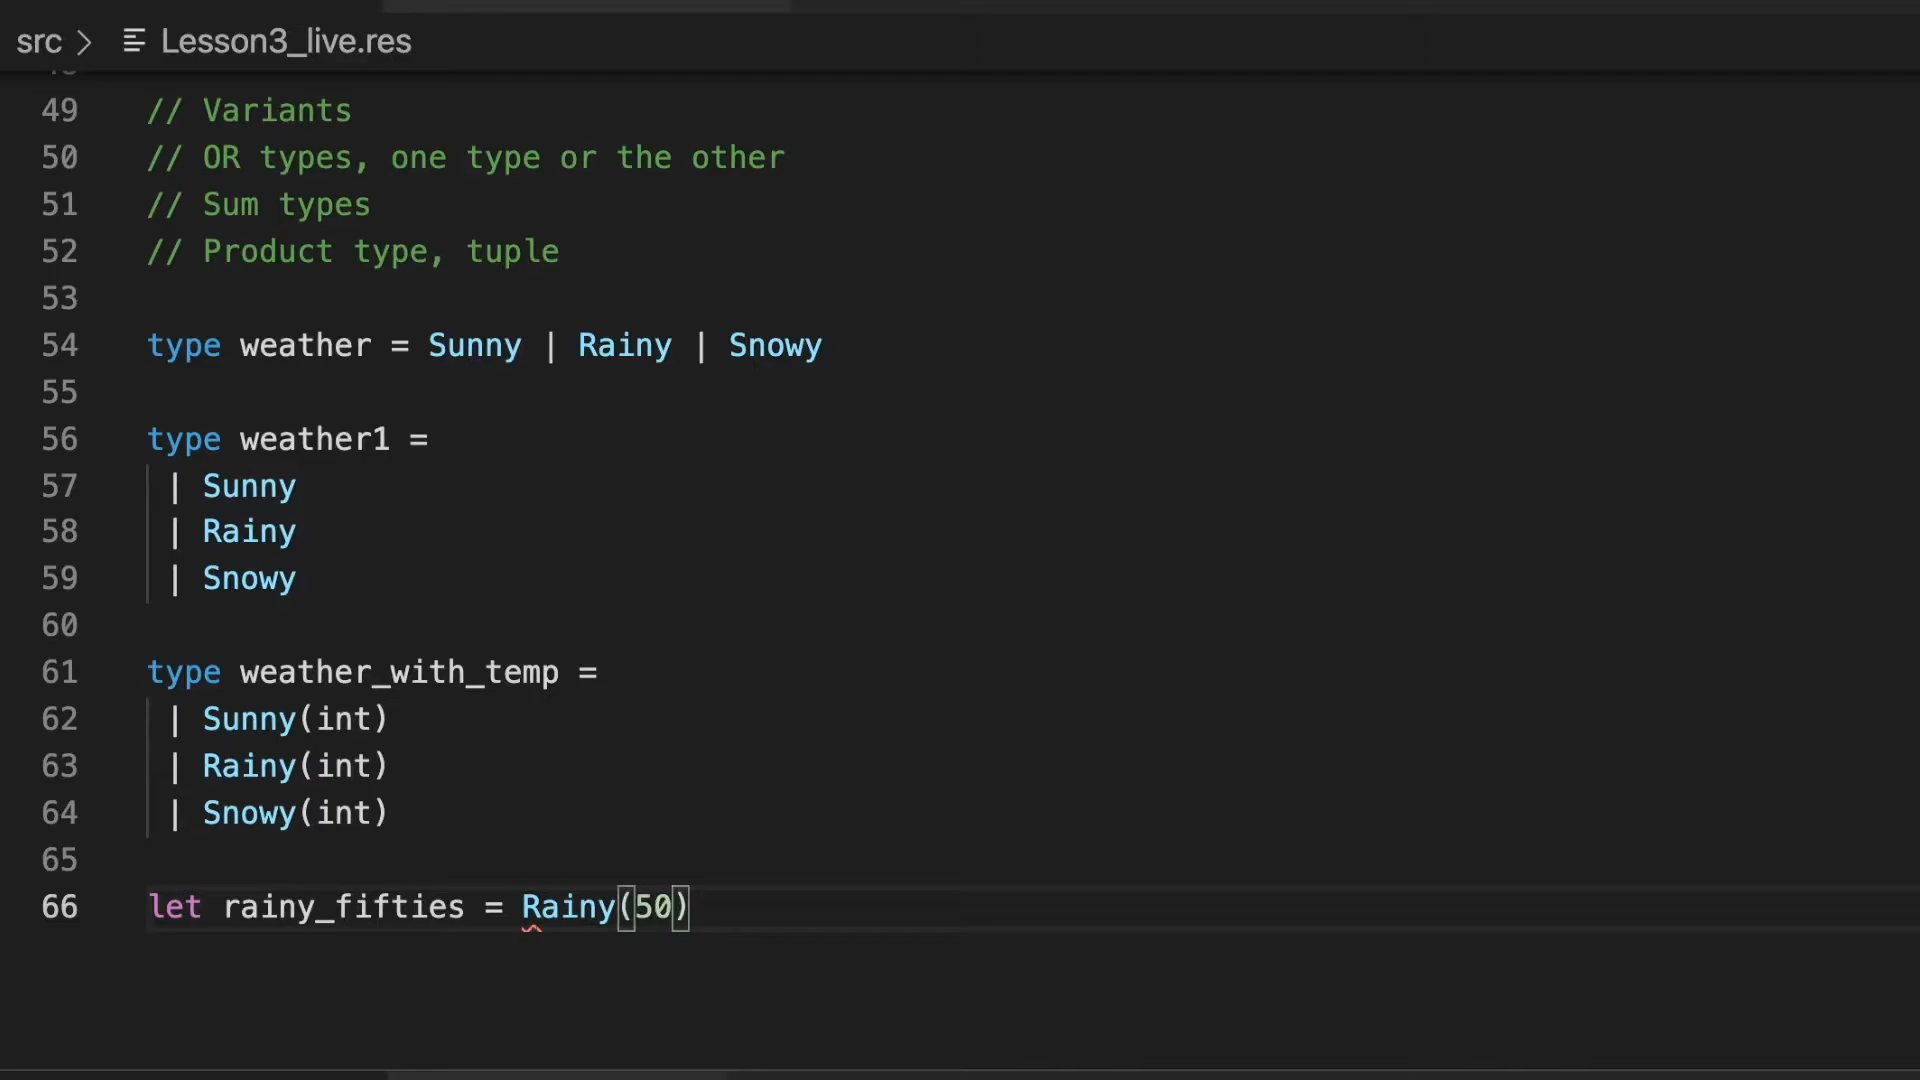 src > Lesson3_live.res
49 // Variants
50 // OR types, one type or the other
51 // Sum types
52 // Product type, tuple
53
54 type weather = Sunny | Rainy | Snowy
55
56 type weather1 =
57 | Sunny
58 | Rainy
59 | Snowy
60
61 type weather_with_temp =
62 | Sunny(int)
63 | Rainy(int)
64 | Snowy(int)
65
66 let rainy_fifties = Rainy(50)